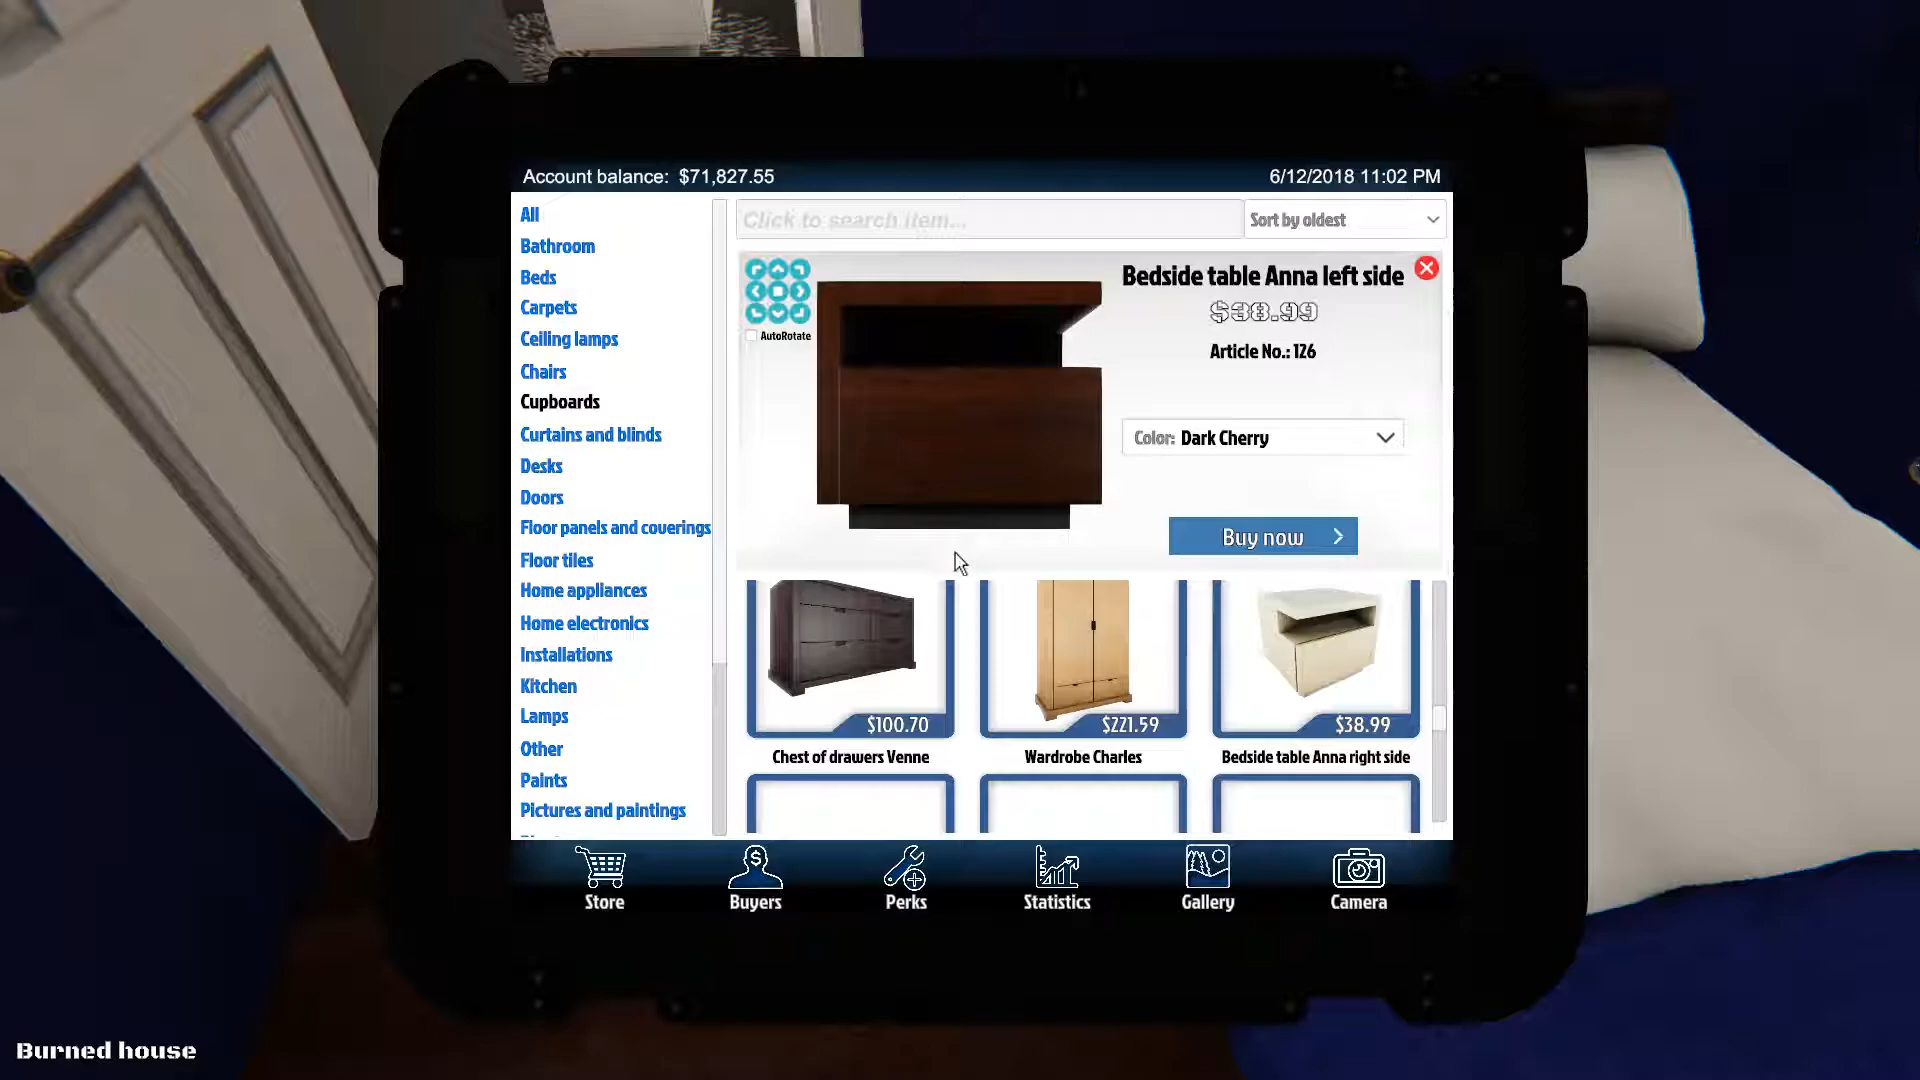 Account balance: $71,827.55
6/12/2018 11:02 PM
All
Bathroom
Beds
Carpets
Ceiling lamps
Chairs
Cupboards
Curtains and blinds
Desks
Doors
Floor panels and coverings
Floor tiles
Home appliances
Home electronics
Installations
Kitchen
Lamps
Other
Paints
Pictures and paintings
Click to search item...
Sort by oldest
AutoRotate
Bedside table Anna left side
$38.99
Article No.: 126
Color: Dark Cherry
Buy now
$100.70
$221.59
$38.99
Chest of drawers Venne
Wardrobe Charles
Bedside table Anna right side
Store
Buyers
Perks
Statistics
Gallery
Camera
Burned house